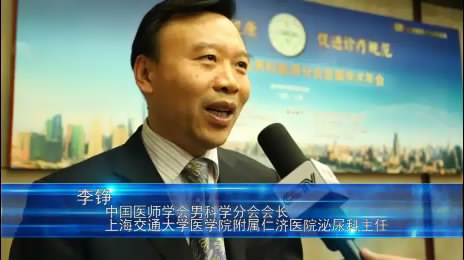 促进诊疗规范
李铮
中国医师学会男科学分会会长
上海交通大学医学院附属仁济医院泌尿科主任